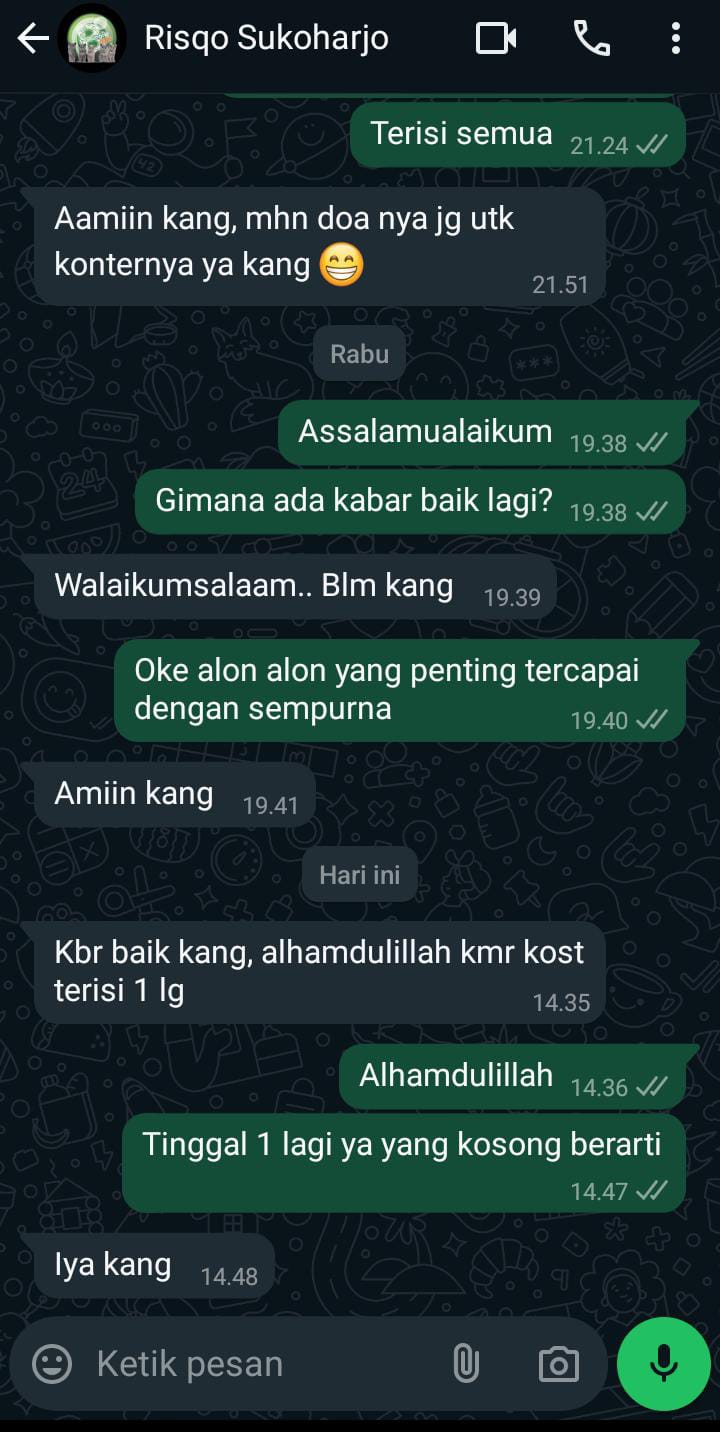 Risqo Sukoharjo
Terisi semua 21.24
Aamiin kang, mhn doa nya jg utk
konternya ya kang 😁
21.51
Rabu
Assalamualaikum 19.38
Gimana ada kabar baik lagi? 19.38
Walaikumsalaam.. Blm kang 19.39
Oke alon alon yang penting tercapai
dengan sempurna 19.40
Amiin kang 19.41
Hari ini
Kbr baik kang, alhamdulillah kmr kost
terisi 1 lg 14.35
Alhamdulillah 14.36
Tinggal 1 lagi ya yang kosong berarti
14.47
Iya kang 14.48
Ketik pesan